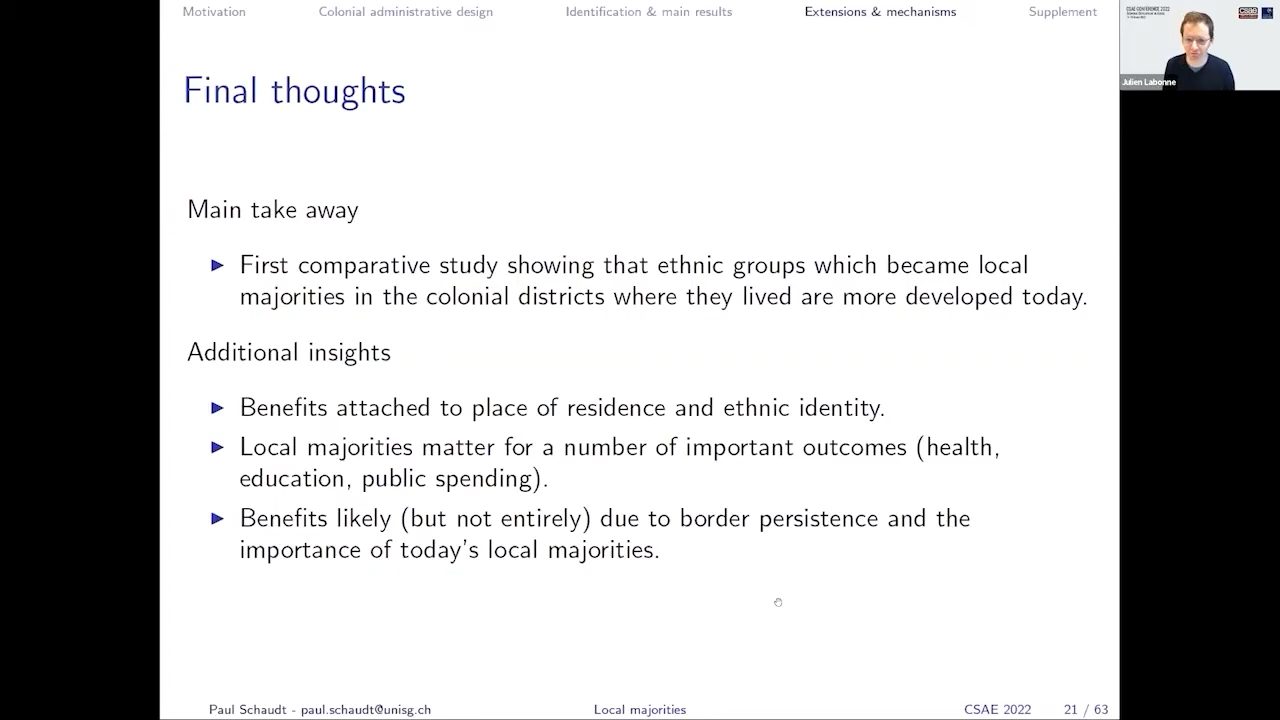 Motivation Colonial administrative design Identification & main results Extensions & mechanisms Supplement
CSAE CONFERENCE 2022
csae
Julien Labonne
Final thoughts
Main take away
First comparative study showing that ethnic groups which became local
majorities in the colonial districts where they lived are more developed today.
Additional insights
Benefits attached to place of residence and ethnic identity.
Local majorities matter for a number of important outcomes (health,
education, public spending).
Benefits likely (but not entirely) due to border persistence and the
importance of today's local majorities.
Paul Schaudt - paul.schaudt@unisg.ch Local majorities CSAE 2022 21 / 63